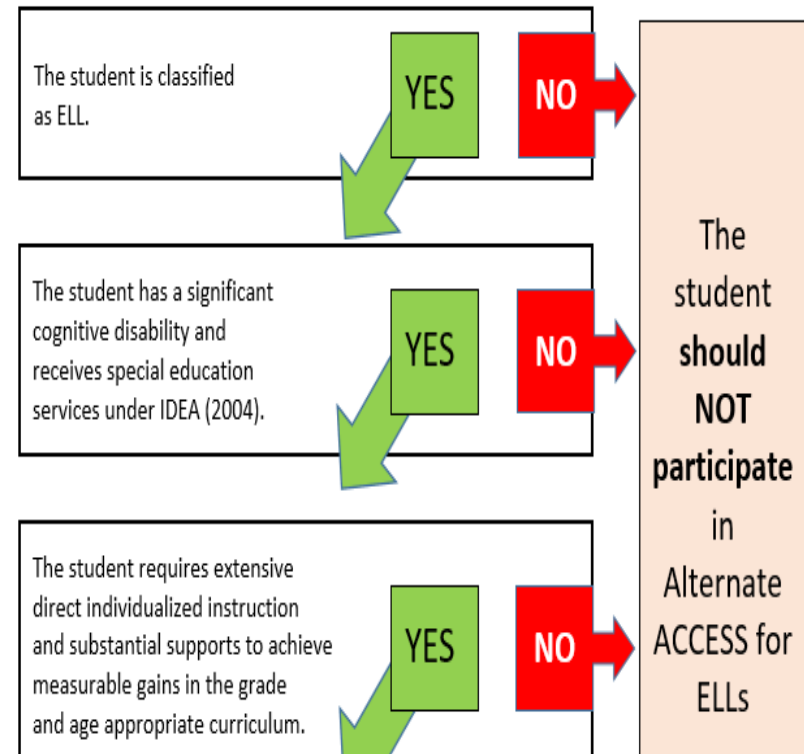 The student is classified
as ELL.
YES
NO
The student has a significant
cognitive disability and
receives special education
services under IDEA (2004).
YES
NO
The student requires extensive
direct individualized instruction
and substantial supports to achieve
measurable gains in the grade
and age appropriate curriculum.
YES
NO
The
student
should
NOT
participate
in
Alternate
ACCESS for
ELLs